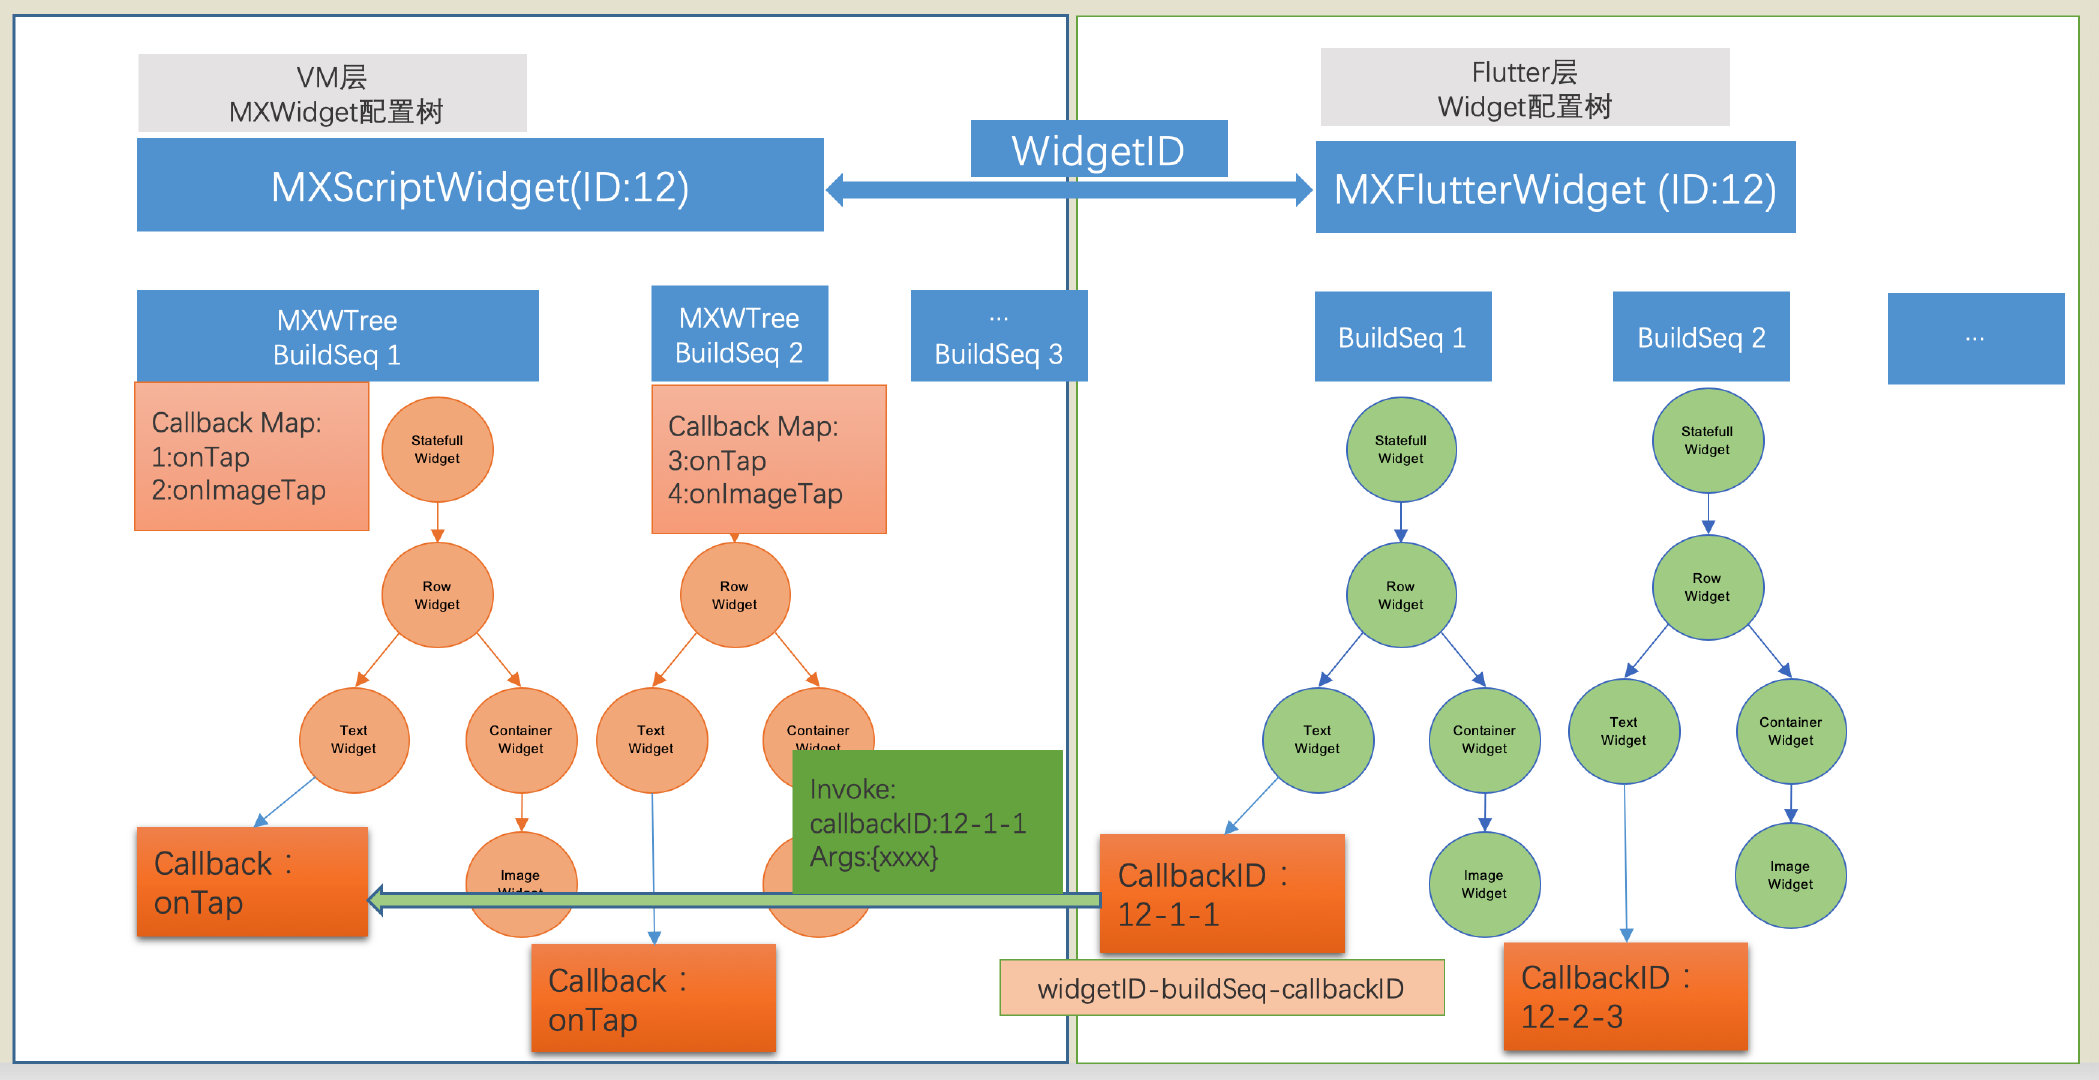 VM层
MXWidget配置树
Flutter层
Widget配置树
WidgetID
MXScriptWidget(ID:12)
MXFlutterWidget (ID:12)
MXWTree
BuildSeq 1
MXWTree
BuildSeq 2
...
BuildSeq 3
BuildSeq 1
BuildSeq 2
...
Callback Map:
1:onTap
2:onImageTap
Statefull
Widget
Callback Map:
3:onTap
4:onImageTap
Statefull
Widget
Statefull
Widget
Row
Widget
Row
Widget
Row
Widget
Row
Widget
Text
Widget
Container
Widget
Text
Widget
Container
Widget
Text
Widget
Container
Widget
Text
Widget
Container
Widget
Invoke:
callbackID:12-1-1
Args:{xxxx}
Callback：
onTap
Image
Widget
CallbackID：
12-1-1
Image
Widget
Image
Widget
Callback：
onTap
widgetID-buildSeq-callbackID
CallbackID：
12-2-3